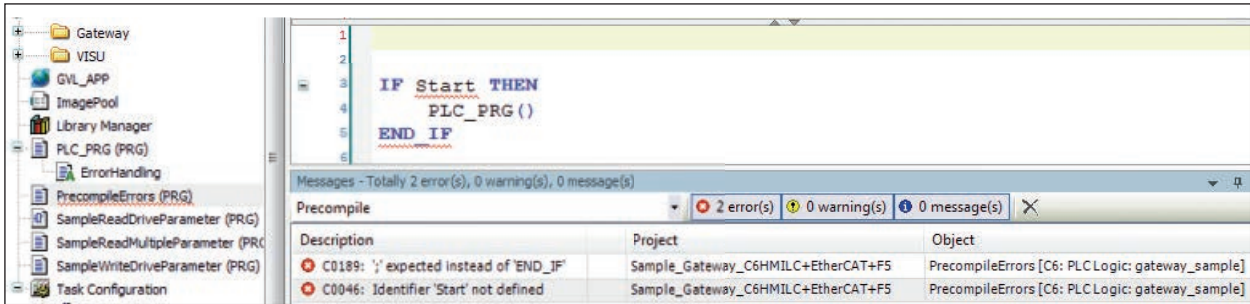 Gateway
VISU
GVL_APP
ImagePool
Library Manager
PLC_PRG (PRG)
ErrorHandling
PrecompileErrors (PRG)
SampleReadDriveParameter (PRG)
SampleReadMultipleParameter (PRG
SampleWriteDriveParameter (PRG)
Task Configuration
1
2
3 IF Start THEN
4 PLC_PRG()
5 END_IF
6
Messages - Totally 2 error(s), 0 warning(s), 0 message(s)
Precompile 2 error(s) 0 warning(s) 0 message(s)
Description Project Object
C0189: ';' expected instead of 'END_IF' Sample_Gateway_C6HMILC+EtherCAT+F5 PrecompileErrors [C6: PLC Logic: gateway_sample]
C0046: Identifier 'Start' not defined Sample_Gateway_C6HMILC+EtherCAT+F5 PrecompileErrors [C6: PLC Logic: gateway_sample]